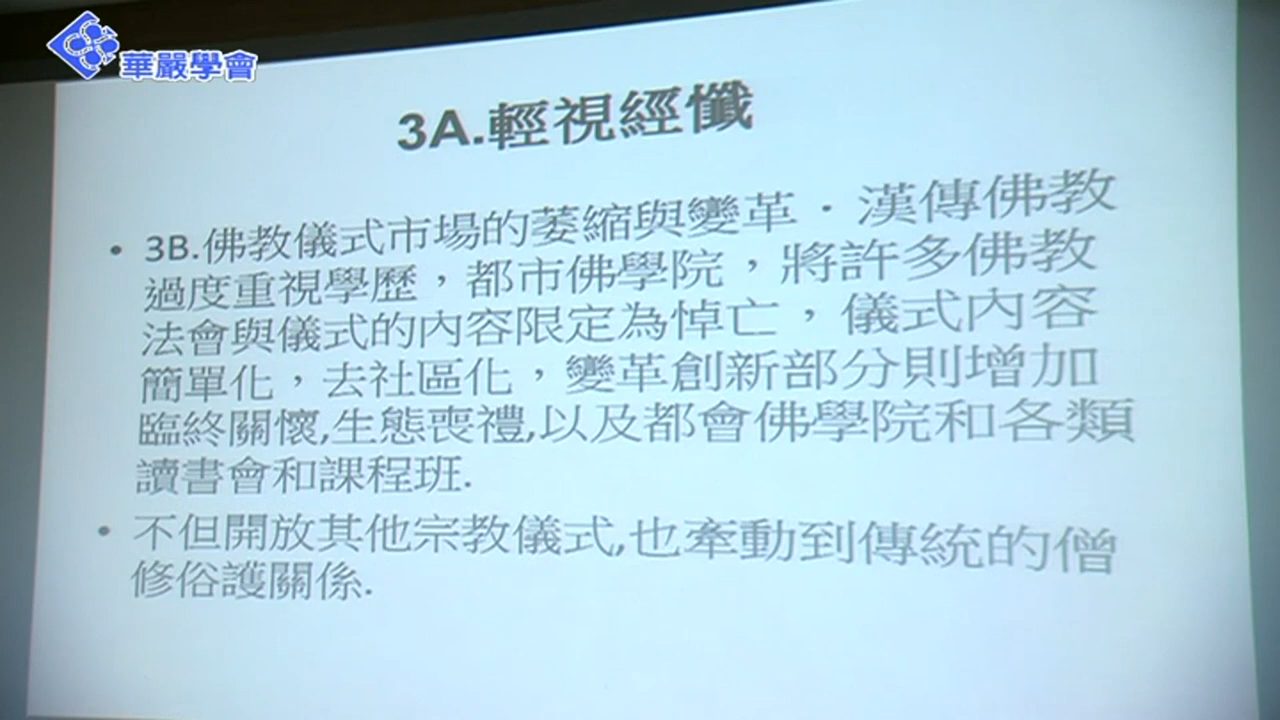 華嚴學會
3A.輕視經懺
• 3B.佛教儀式市場的萎縮與變革．漢傳佛教
過度重視學歷，都市佛學院，將許多佛教
法會與儀式的內容限定為悼亡，儀式內容
簡單化，去社區化，變革創新部分則增加
臨終關懷,生態喪禮,以及都會佛學院和各類
讀書會和課程班.
• 不但開放其他宗教儀式,也牽動到傳統的僧
修俗護關係.